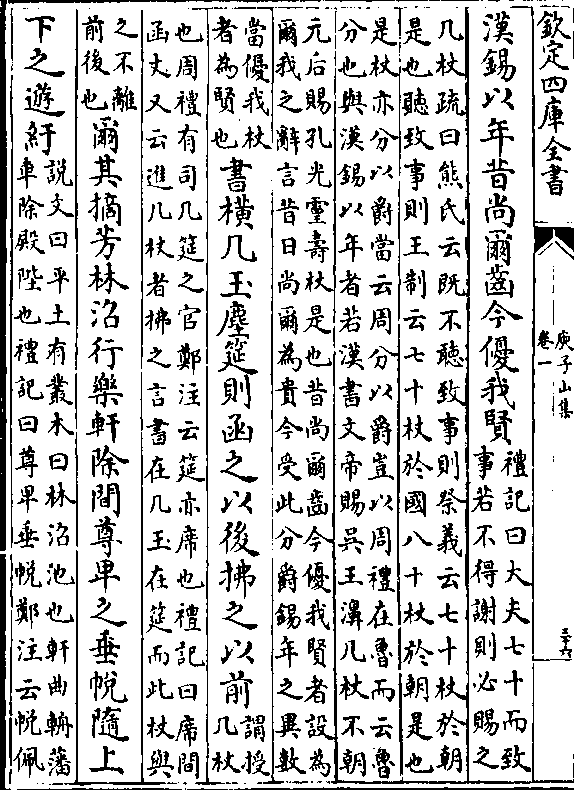 欽定四庫全書
庾子山集
卷一
三十六
漢錫以年昔尚爾齒今優我賢
禮記曰大夫七十而致
事若不得謝則必賜之
几杖疏曰熊氏云既不聽致事則祭義云七十杖於朝
是也聽致事則王制云七十杖於國八十杖於朝是也
是杖亦分以爵當云周分以爵豈以周禮在魯而云魯
分也與漢錫以年者若漢書文帝賜吳王濞几杖不朝
元后賜孔光靈壽杖是也昔尚爾齒今優我賢者設為
爾我之辭言昔日尚爾為貴今受此分爵錫年之異數
當優我杖
者為賢也
書橫几玉塵筵則函之以後拂之以前
謂授
几杖
也周禮有司几筵之官鄭注云筵亦席也禮記曰席間
函丈又云進几杖者拂之言書在几王在筵而此杖與
之不離
前後也
爾其摘芳林沼行樂軒除間尊卑之垂帨隨上
下之遊紆
説文曰平土有叢木曰林沼池也軒曲輈藩
車除殿陛也禮記曰尊卑垂帨鄭注云帨佩